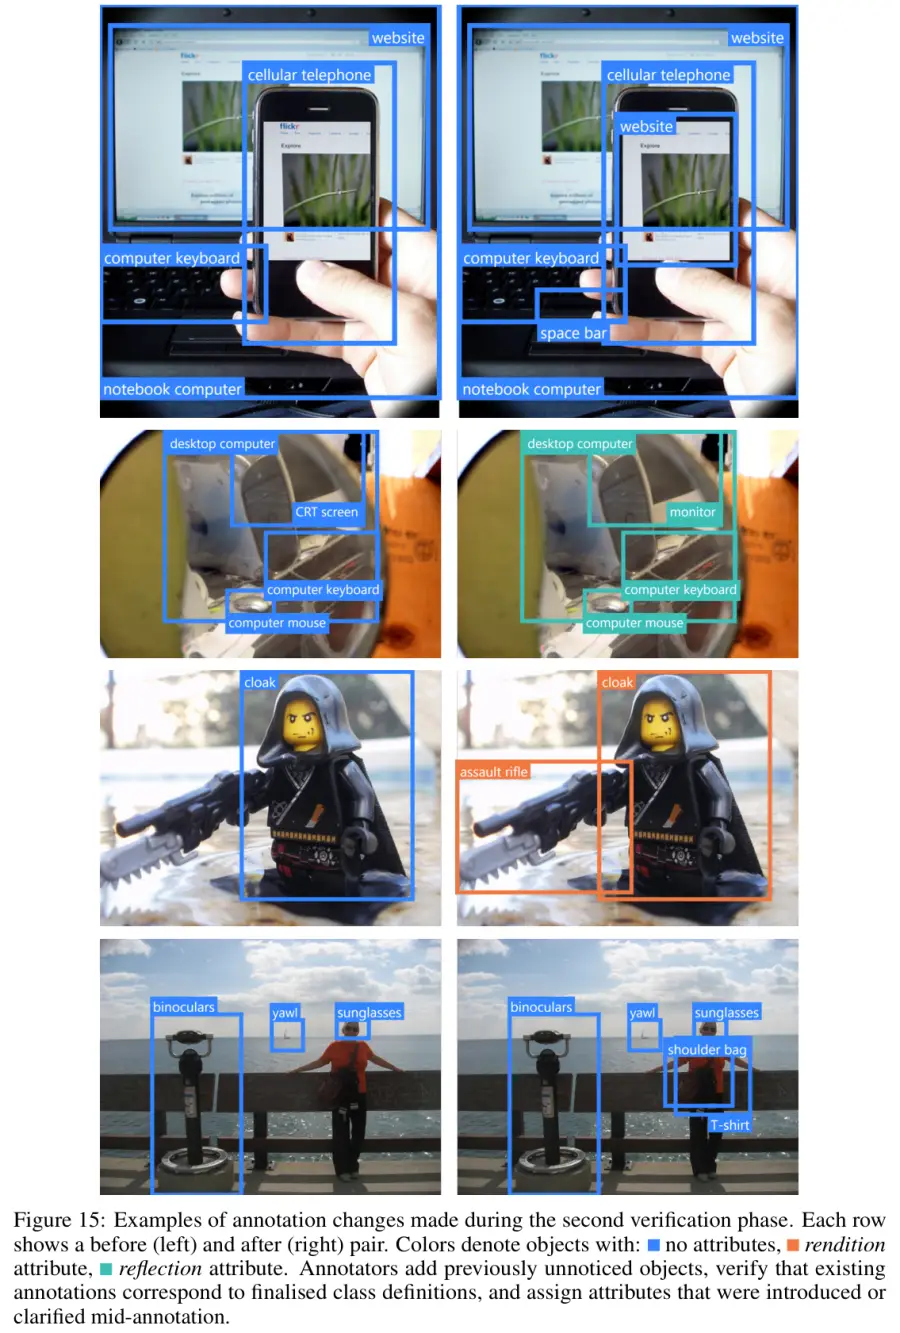 website
website
cellular telephone
cellular telephone
website
flickr
flickr
Explore
Explore
computer keyboard
computer keyboard
space bar
notebook computer
notebook computer
desktop computer
desktop computer
CRT screen
monitor
computer keyboard
computer keyboard
computer mouse
computer mouse
cloak
cloak
assault rifle
binoculars
yawl
sunglasses
binoculars
yawl
sunglasses
shoulder bag
T-shirt
Figure 15: Examples of annotation changes made during the second verification phase. Each row
shows a before (left) and after (right) pair. Colors denote objects with: ■ no attributes, ■ rendition
attribute, ■ reflection attribute. Annotators add previously unnoticed objects, verify that existing
annotations correspond to finalised class definitions, and assign attributes that were introduced or
clarified mid-annotation.